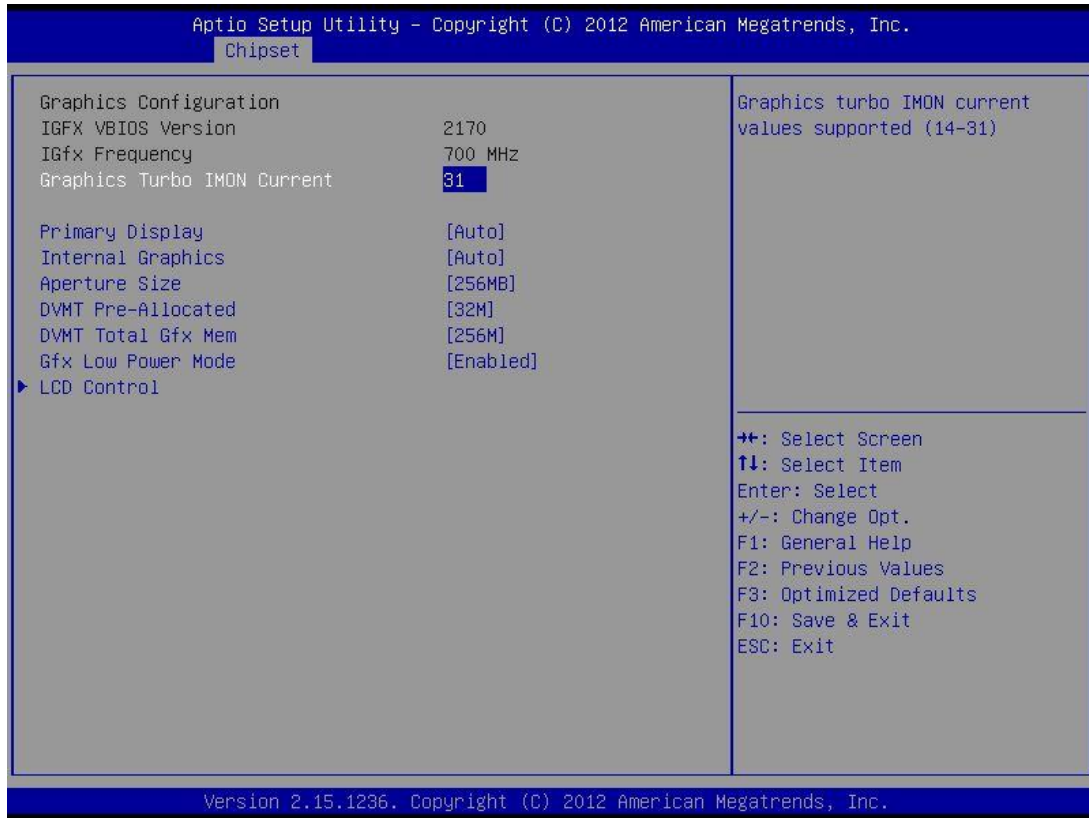 Aptio Setup Utility – Copyright (C) 2012 American Megatrends, Inc.
Chipset
Graphics Configuration
IGFX VBIOS Version 2170
IGfx Frequency 700 MHz
Graphics Turbo IMON Current 31
Primary Display [Auto]
Internal Graphics [Auto]
Aperture Size [256MB]
DVMT Pre-Allocated [32M]
DVMT Total Gfx Mem [256M]
Gfx Low Power Mode [Enabled]
► LCD Control
Graphics turbo IMON current
values supported (14-31)
→←: Select Screen
↑↓: Select Item
Enter: Select
+/-: Change Opt.
F1: General Help
F2: Previous Values
F3: Optimized Defaults
F10: Save & Exit
ESC: Exit
Version 2.15.1236. Copyright (C) 2012 American Megatrends, Inc.